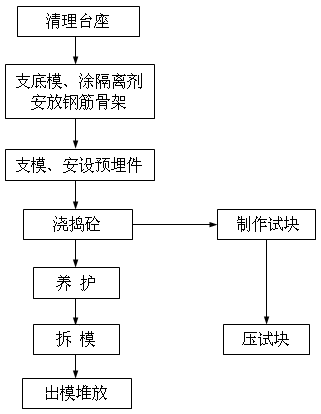 清理台座
支底模、涂隔离剂
安放钢筋骨架
支模、安设预埋件
浇捣砼
制作试块
养 护
拆 模
压试块
出模堆放